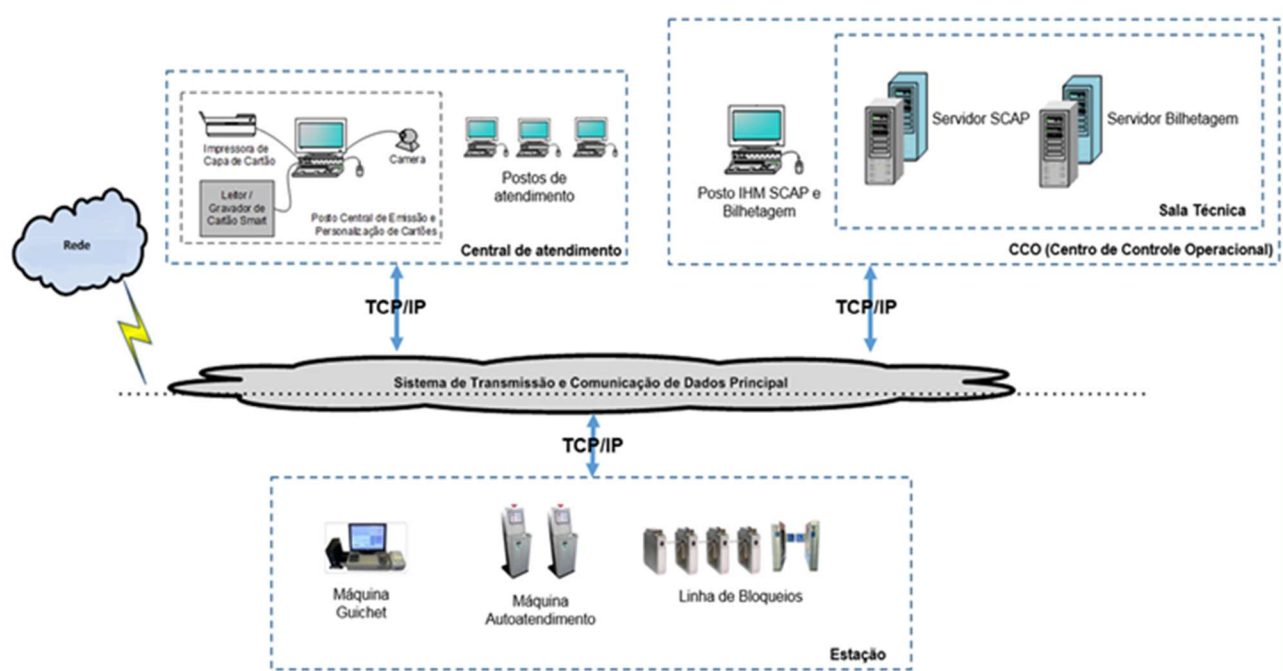 Impressora de
Capa de Cartão
Camera
Leitor /
Gravador de
Cartão Smart
Posto Central de Emissão e
Personalização de Cartões
Postos de
atendimento
Central de atendimento
Posto IHM SCAP e
Bilhetagem
Servidor SCAP
Servidor Bilhetagem
Sala Técnica
CCO (Centro de Controle Operacional)
Rede
TCP/IP
TCP/IP
Sistema de Transmissão e Comunicação de Dados Principal
TCP/IP
Máquina
Guichet
Máquina
Autoatendimento
Linha de Bloqueios
Estação